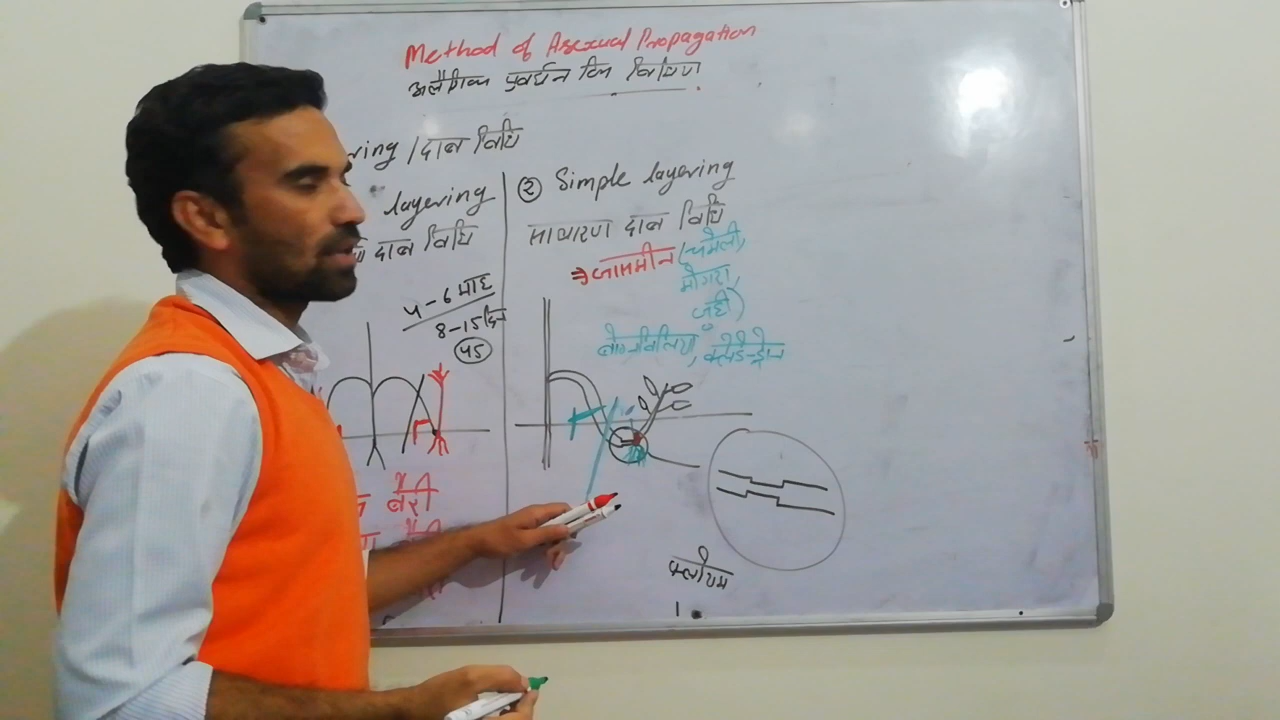 Method of Asexual Propagation
अलैंगिक प्रवर्धन कि विधिया
ring / दाब विधि
layering
दाब विधि
4-6 माह
8-15 दिन
45
बेरी
② Simple layering
साधारण दाब विधि
⇒ जासमीन (चमेली,
मोगरा,
जूही)
बोगनविलिया, क्लेरोडेन्ड्रोन